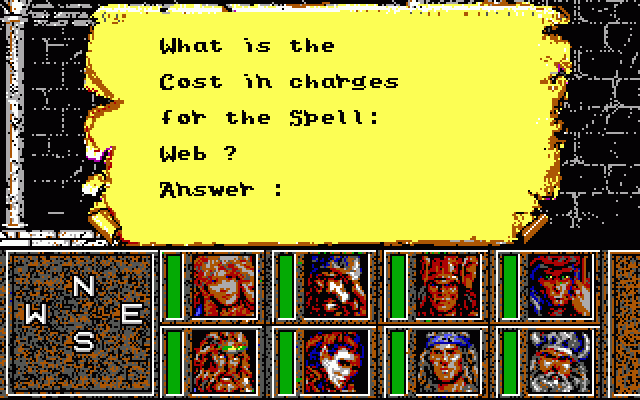 What is the
Cost in charges
for the Spell:
Web ?
Answer :
N
W E
S